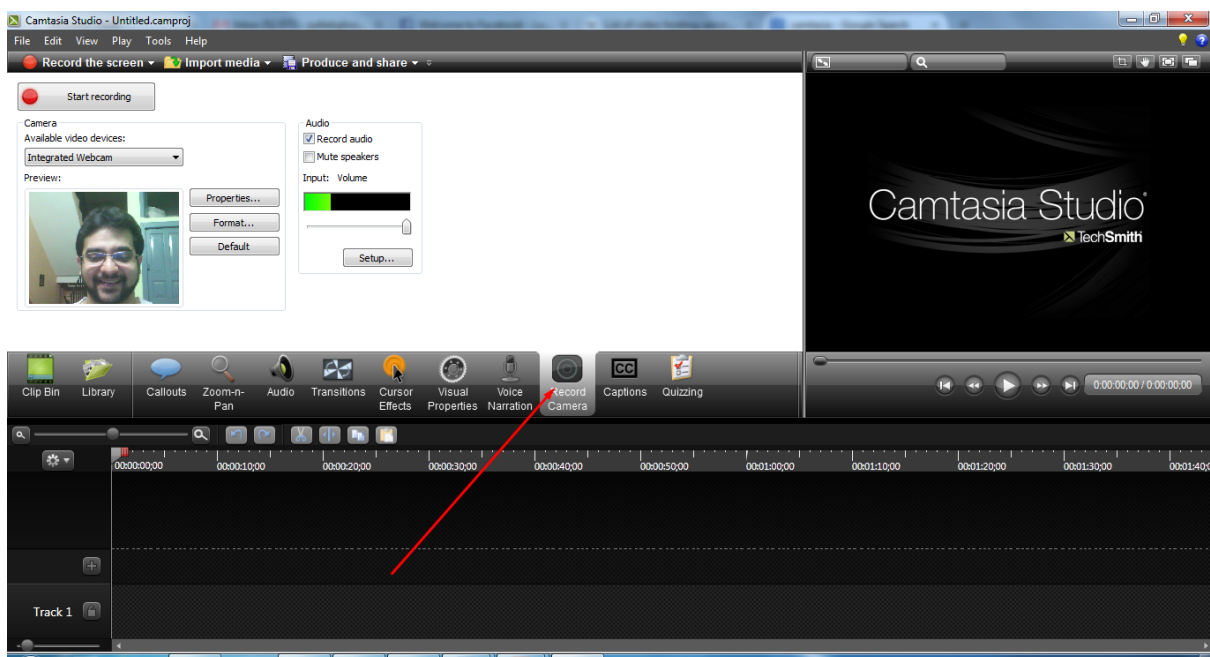 Camtasia Studio - Untitled.camproj
File Edit View Play Tools Help
Record the screen Import media Produce and share
Start recording
Camera
Available video devices:
Integrated Webcam
Preview:
Properties...
Format...
Default
Audio
Record audio
Mute speakers
Input: Volume
Setup...
Camtasia Studio
TechSmith
Clip Bin
Library
Callouts
Zoom-n-
Pan
Audio
Transitions
Cursor
Effects
Visual
Properties
Voice
Narration
Record
Camera
CC
Captions
Quizzing
0:00:00;00 / 0:00:00;00
00:00:00;00 00:00:10;00 00:00:20;00 00:00:30;00 00:00:40;00 00:00:50;00 00:01:00;00 00:01:10;00 00:01:20;00 00:01:30;00 00:01:40;0
Track 1